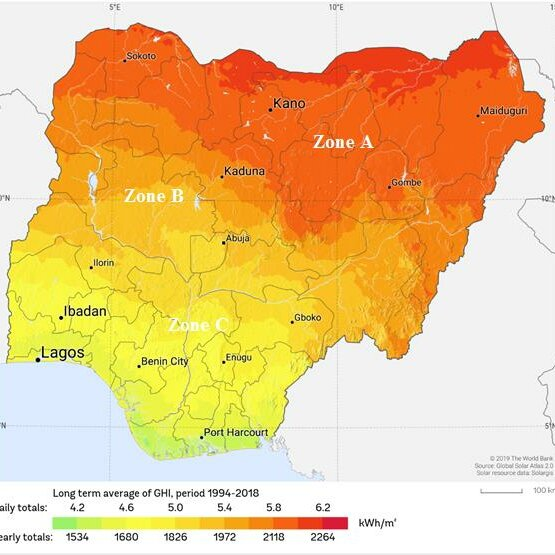 5°E 10°E
Sokoto
Kano
Maiduguri
Zone A
Kaduna
Gombe
Zone B
10°N
Abuja
Ilorin
Ibadan
Gboko
Zone C
Lagos
Benin City
Enugu
Port Harcourt
© 2019 The World Bank
Source: Global Solar Atlas 2.0
Solar resource data: Solargis
Long term average of GHI, period 1994-2018
100 km
aily totals: 4.2 4.6 5.0 5.4 5.8 6.2
kWh/m²
early totals: 1534 1680 1826 1972 2118 2264